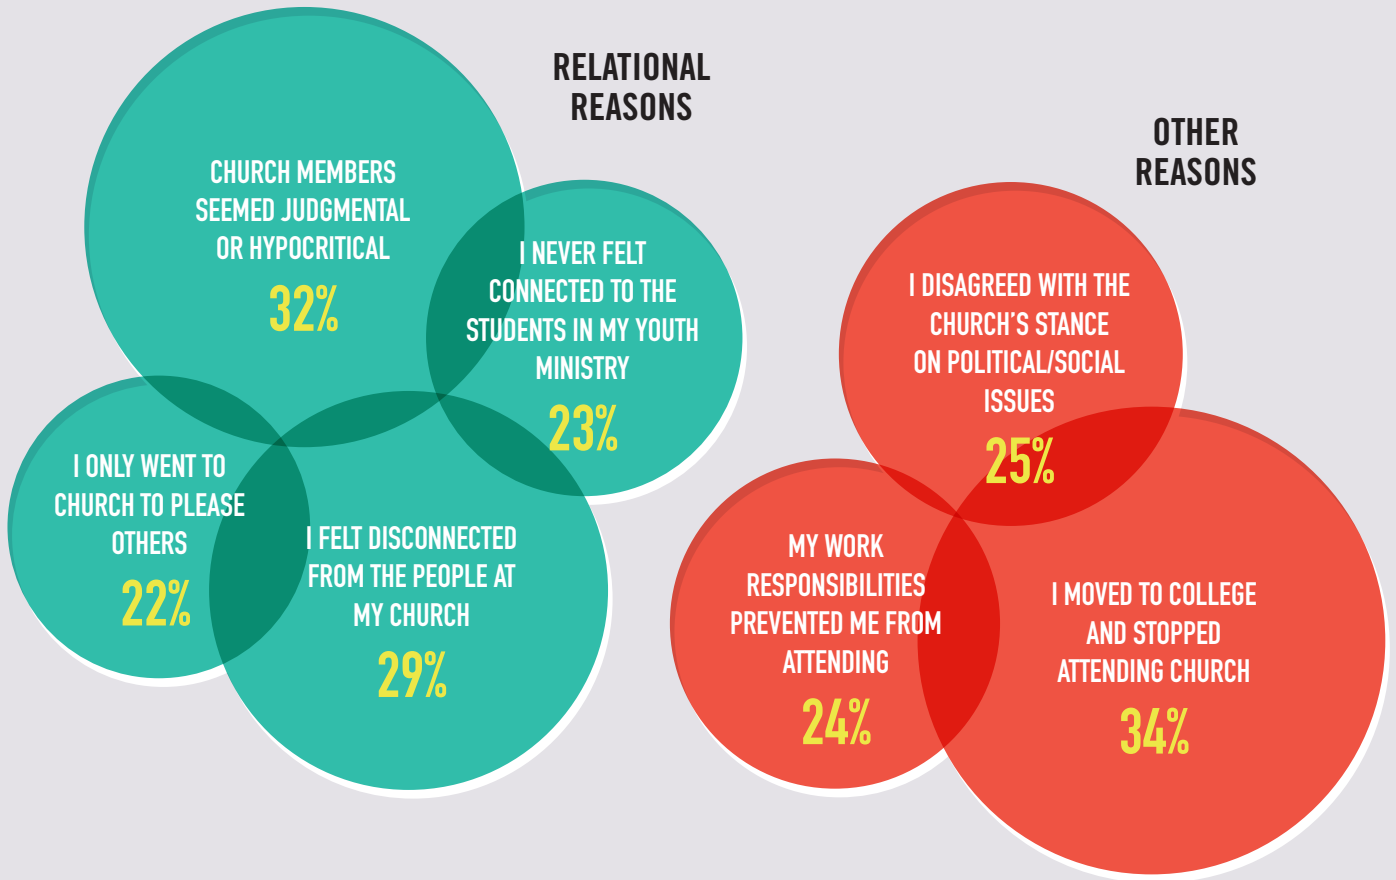 RELATIONAL
REASONS
CHURCH MEMBERS
SEEMED JUDGMENTAL
OR HYPOCRITICAL
32%
I NEVER FELT
CONNECTED TO THE
STUDENTS IN MY YOUTH
MINISTRY
23%
I ONLY WENT TO
CHURCH TO PLEASE
OTHERS
22%
I FELT DISCONNECTED
FROM THE PEOPLE AT
MY CHURCH
29%
OTHER
REASONS
I DISAGREED WITH THE
CHURCH’S STANCE
ON POLITICAL/SOCIAL
ISSUES
25%
MY WORK
RESPONSIBILITIES
PREVENTED ME FROM
ATTENDING
24%
I MOVED TO COLLEGE
AND STOPPED
ATTENDING CHURCH
34%